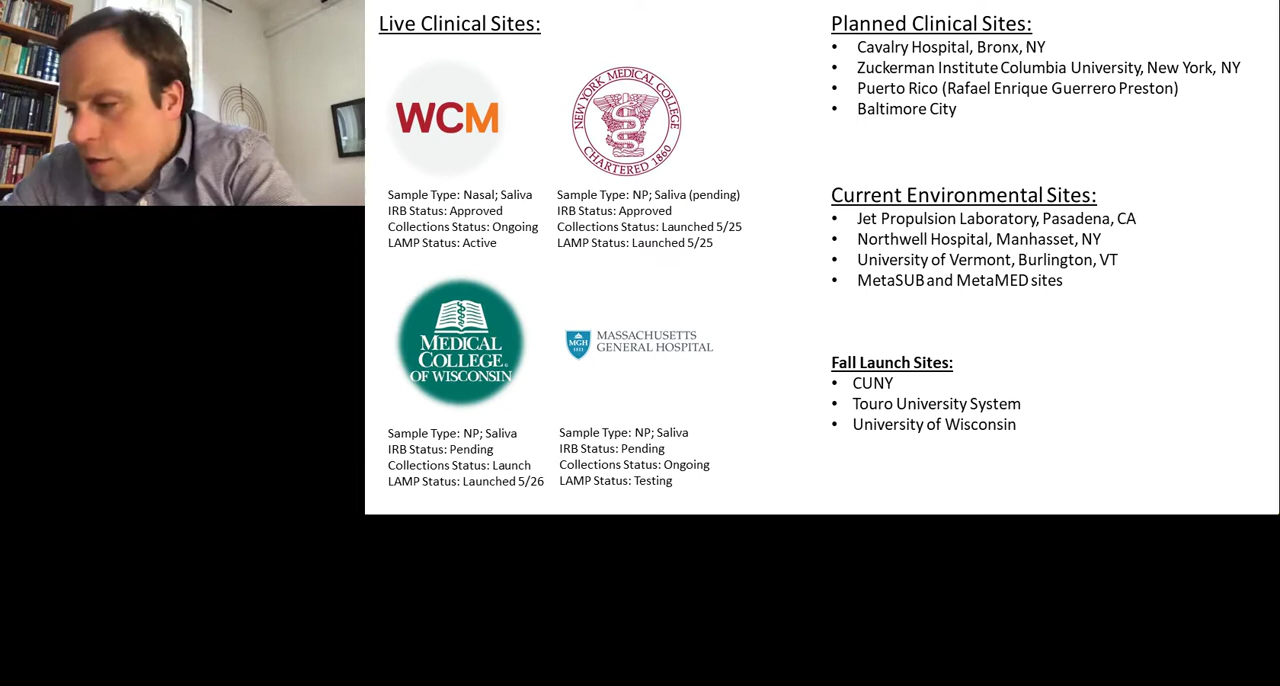 Live Clinical Sites:
WCM
NEW YORK MEDICAL COLLEGE
CHARTERED 1860
Sample Type: Nasal; Saliva
IRB Status: Approved
Collections Status: Ongoing
LAMP Status: Active
Sample Type: NP; Saliva (pending)
IRB Status: Approved
Collections Status: Launched 5/25
LAMP Status: Launched 5/25
MEDICAL
COLLEGE
OF WISCONSIN
MGH
1811
MASSACHUSETTS
GENERAL HOSPITAL
Sample Type: NP; Saliva
IRB Status: Pending
Collections Status: Launch
LAMP Status: Launched 5/26
Sample Type: NP; Saliva
IRB Status: Pending
Collections Status: Ongoing
LAMP Status: Testing
Planned Clinical Sites:
• Cavalry Hospital, Bronx, NY
• Zuckerman Institute Columbia University, New York, NY
• Puerto Rico (Rafael Enrique Guerrero Preston)
• Baltimore City
Current Environmental Sites:
• Jet Propulsion Laboratory, Pasadena, CA
• Northwell Hospital, Manhasset, NY
• University of Vermont, Burlington, VT
• MetaSUB and MetaMED sites
Fall Launch Sites:
• CUNY
• Touro University System
• University of Wisconsin